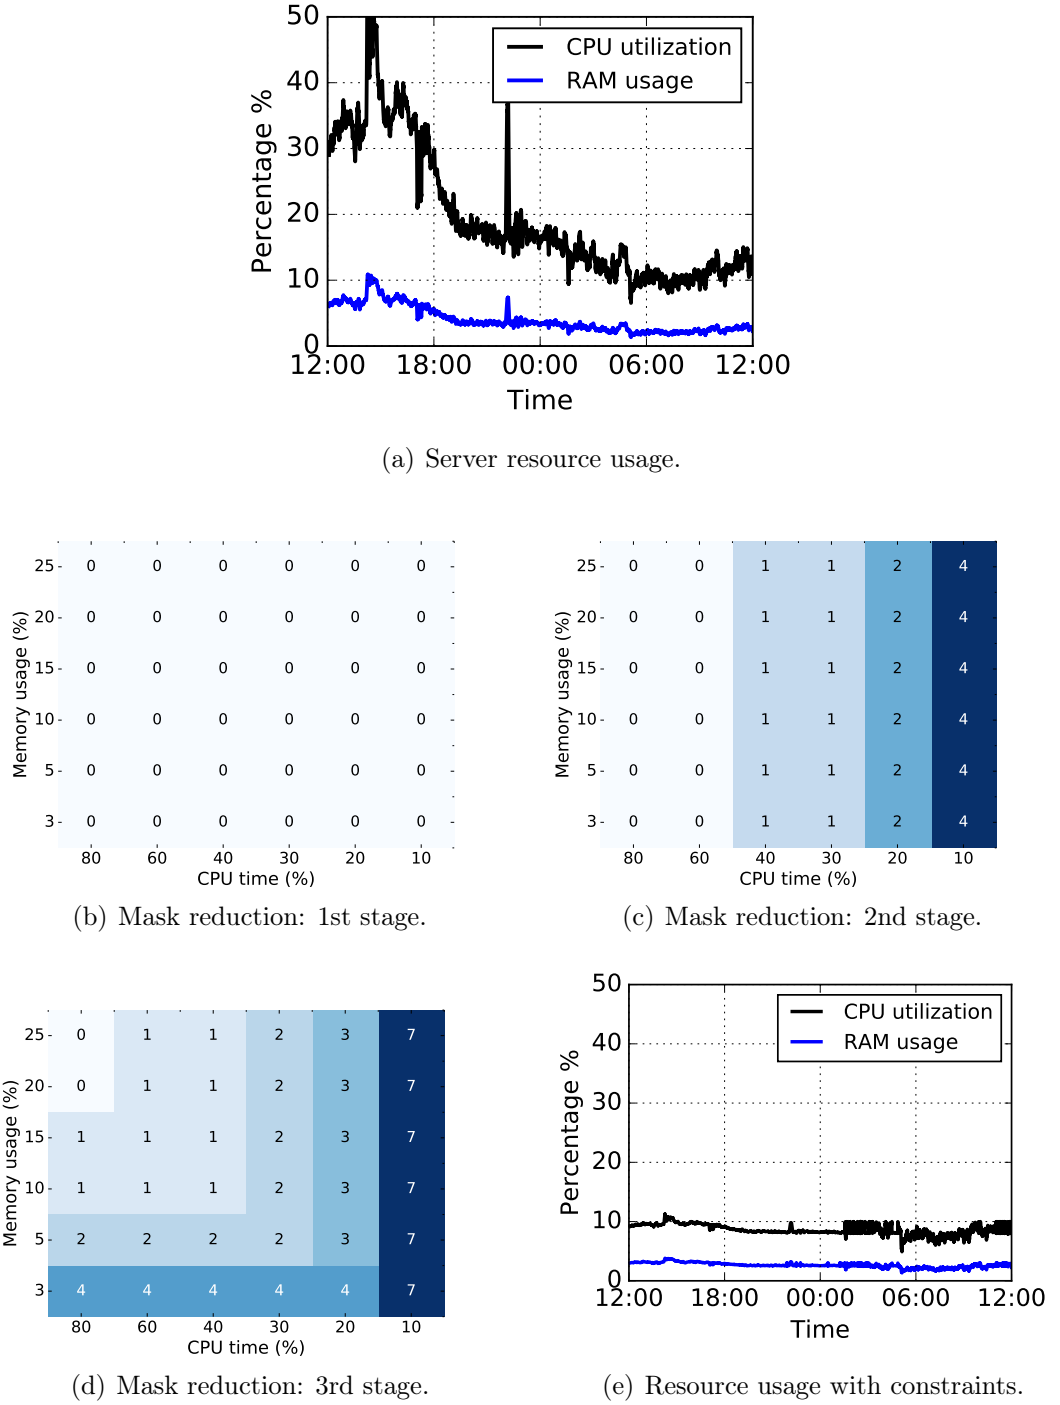 50
40
30
20
10
0
Percentage %
CPU utilization
RAM usage
12:00 18:00 00:00 06:00 12:00
Time
(a) Server resource usage.
Memory usage (%)
25 0 0 0 0 0 0
20 0 0 0 0 0 0
15 0 0 0 0 0 0
10 0 0 0 0 0 0
5 0 0 0 0 0 0
3 0 0 0 0 0 0
80 60 40 30 20 10
CPU time (%)
(b) Mask reduction: 1st stage.
Memory usage (%)
25 0 0 1 1 2 4
20 0 0 1 1 2 4
15 0 0 1 1 2 4
10 0 0 1 1 2 4
5 0 0 1 1 2 4
3 0 0 1 1 2 4
80 60 40 30 20 10
CPU time (%)
(c) Mask reduction: 2nd stage.
Memory usage (%)
25 0 1 1 2 3 7
20 0 1 1 2 3 7
15 1 1 1 2 3 7
10 1 1 1 2 3 7
5 2 2 2 2 3 7
3 4 4 4 4 4 7
80 60 40 30 20 10
CPU time (%)
(d) Mask reduction: 3rd stage.
50
40
30
20
10
0
Percentage %
CPU utilization
RAM usage
12:00 18:00 00:00 06:00 12:00
Time
(e) Resource usage with constraints.